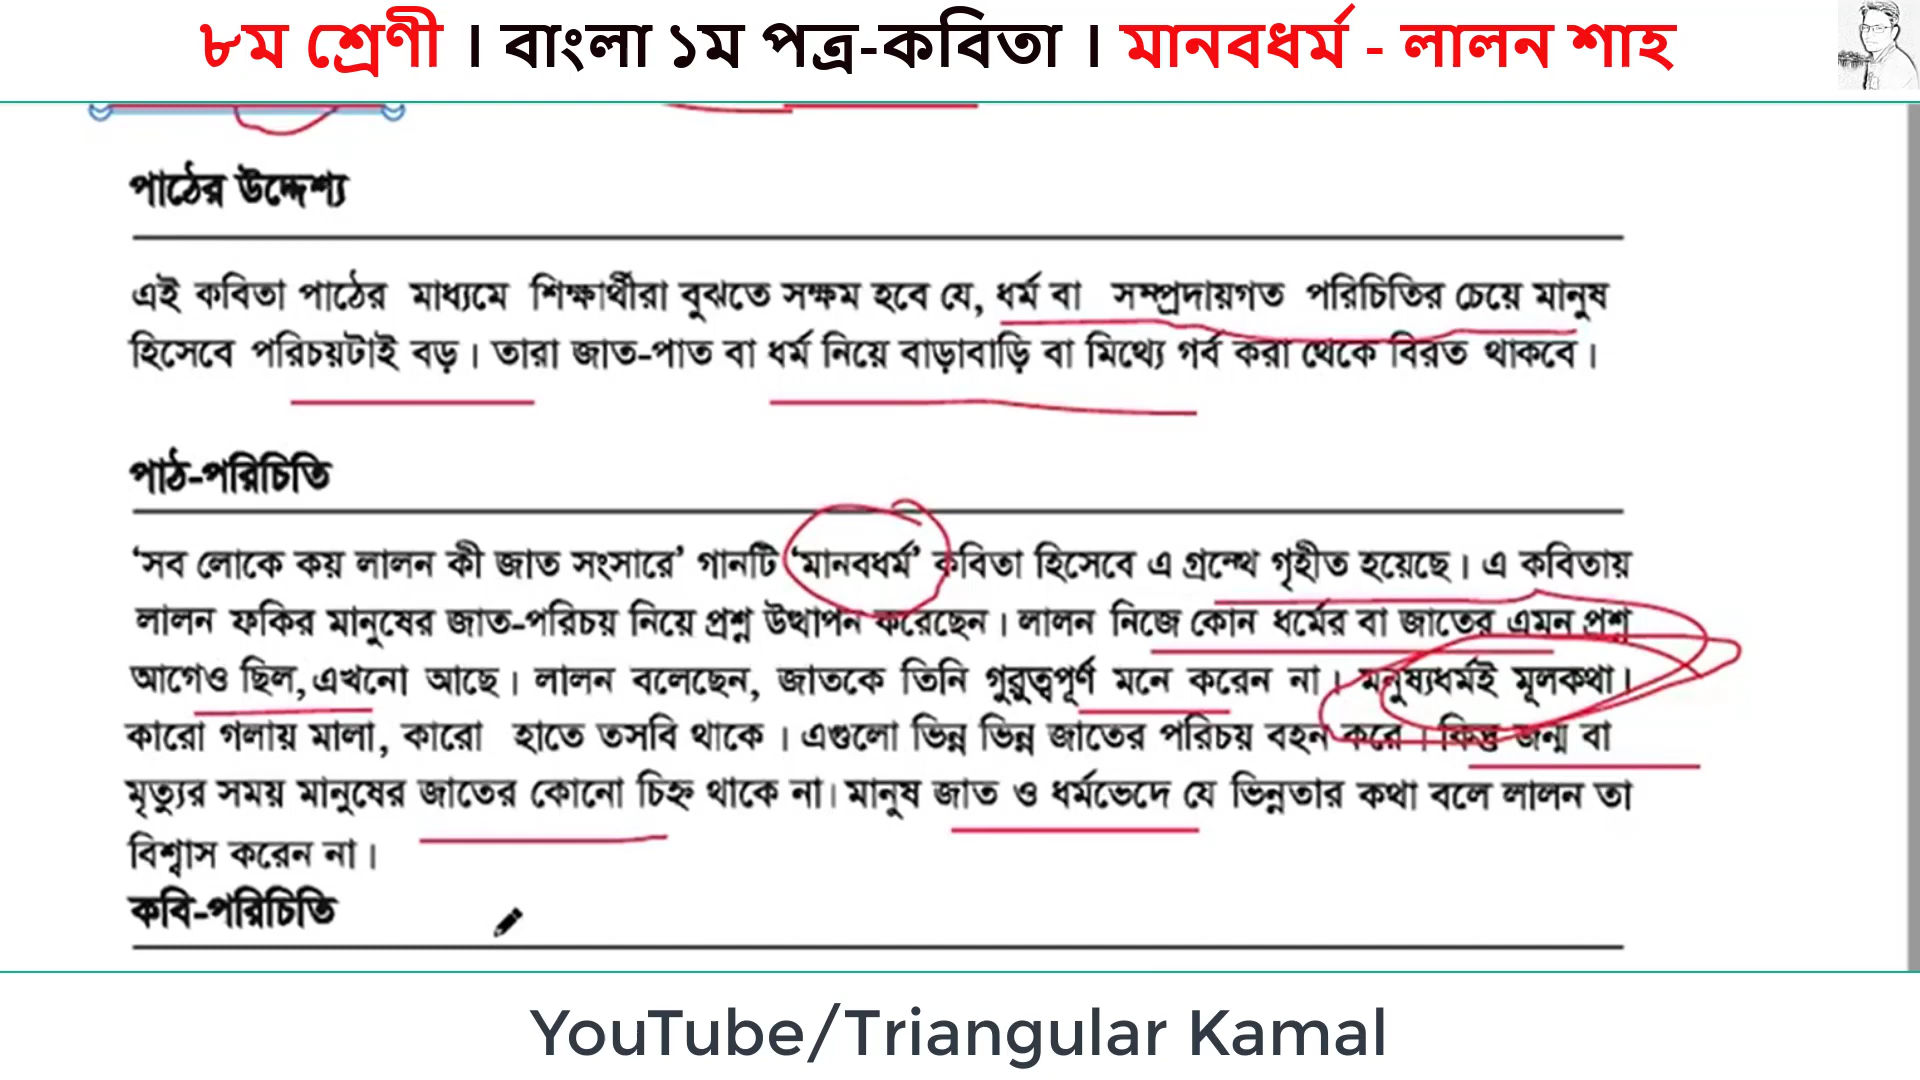 ৮ম শ্রেণী । বাংলা ১ম পত্র-কবিতা । মানবধর্ম - লালন শাহ
পাঠের উদ্দেশ্য
এই কবিতা পাঠের মাধ্যমে শিক্ষার্থীরা বুঝতে সক্ষম হবে যে, ধর্ম বা সম্প্রদায়গত পরিচিতির চেয়ে মানুষ
হিসেবে পরিচয়টাই বড়। তারা জাত-পাত বা ধর্ম নিয়ে বাড়াবাড়ি বা মিথ্যে গর্ব করা থেকে বিরত থাকবে।
পাঠ-পরিচিতি
‘সব লোকে কয় লালন কী জাত সংসারে’ গানটি ‘মানবধর্ম’ কবিতা হিসেবে এ গ্রন্থে গৃহীত হয়েছে। এ কবিতায়
লালন ফকির মানুষের জাত-পরিচয় নিয়ে প্রশ্ন উত্থাপন করেছেন। লালন নিজে কোন ধর্মের বা জাতের এমন প্রশ্ন
আগেও ছিল, এখনো আছে। লালন বলেছেন, জাতকে তিনি গুরুত্বপূর্ণ মনে করেন না। মনুষ্যধর্মই মূলকথা।
কারো গলায় মালা, কারো হাতে তসবি থাকে। এগুলো ভিন্ন ভিন্ন জাতের পরিচয় বহন করে। কিন্তু জন্ম বা
মৃত্যুর সময় মানুষের জাতের কোনো চিহ্ন থাকে না। মানুষ জাত ও ধর্মভেদে যে ভিন্নতার কথা বলে লালন তা
বিশ্বাস করেন না।
কবি-পরিচিতি
YouTube/Triangular Kamal